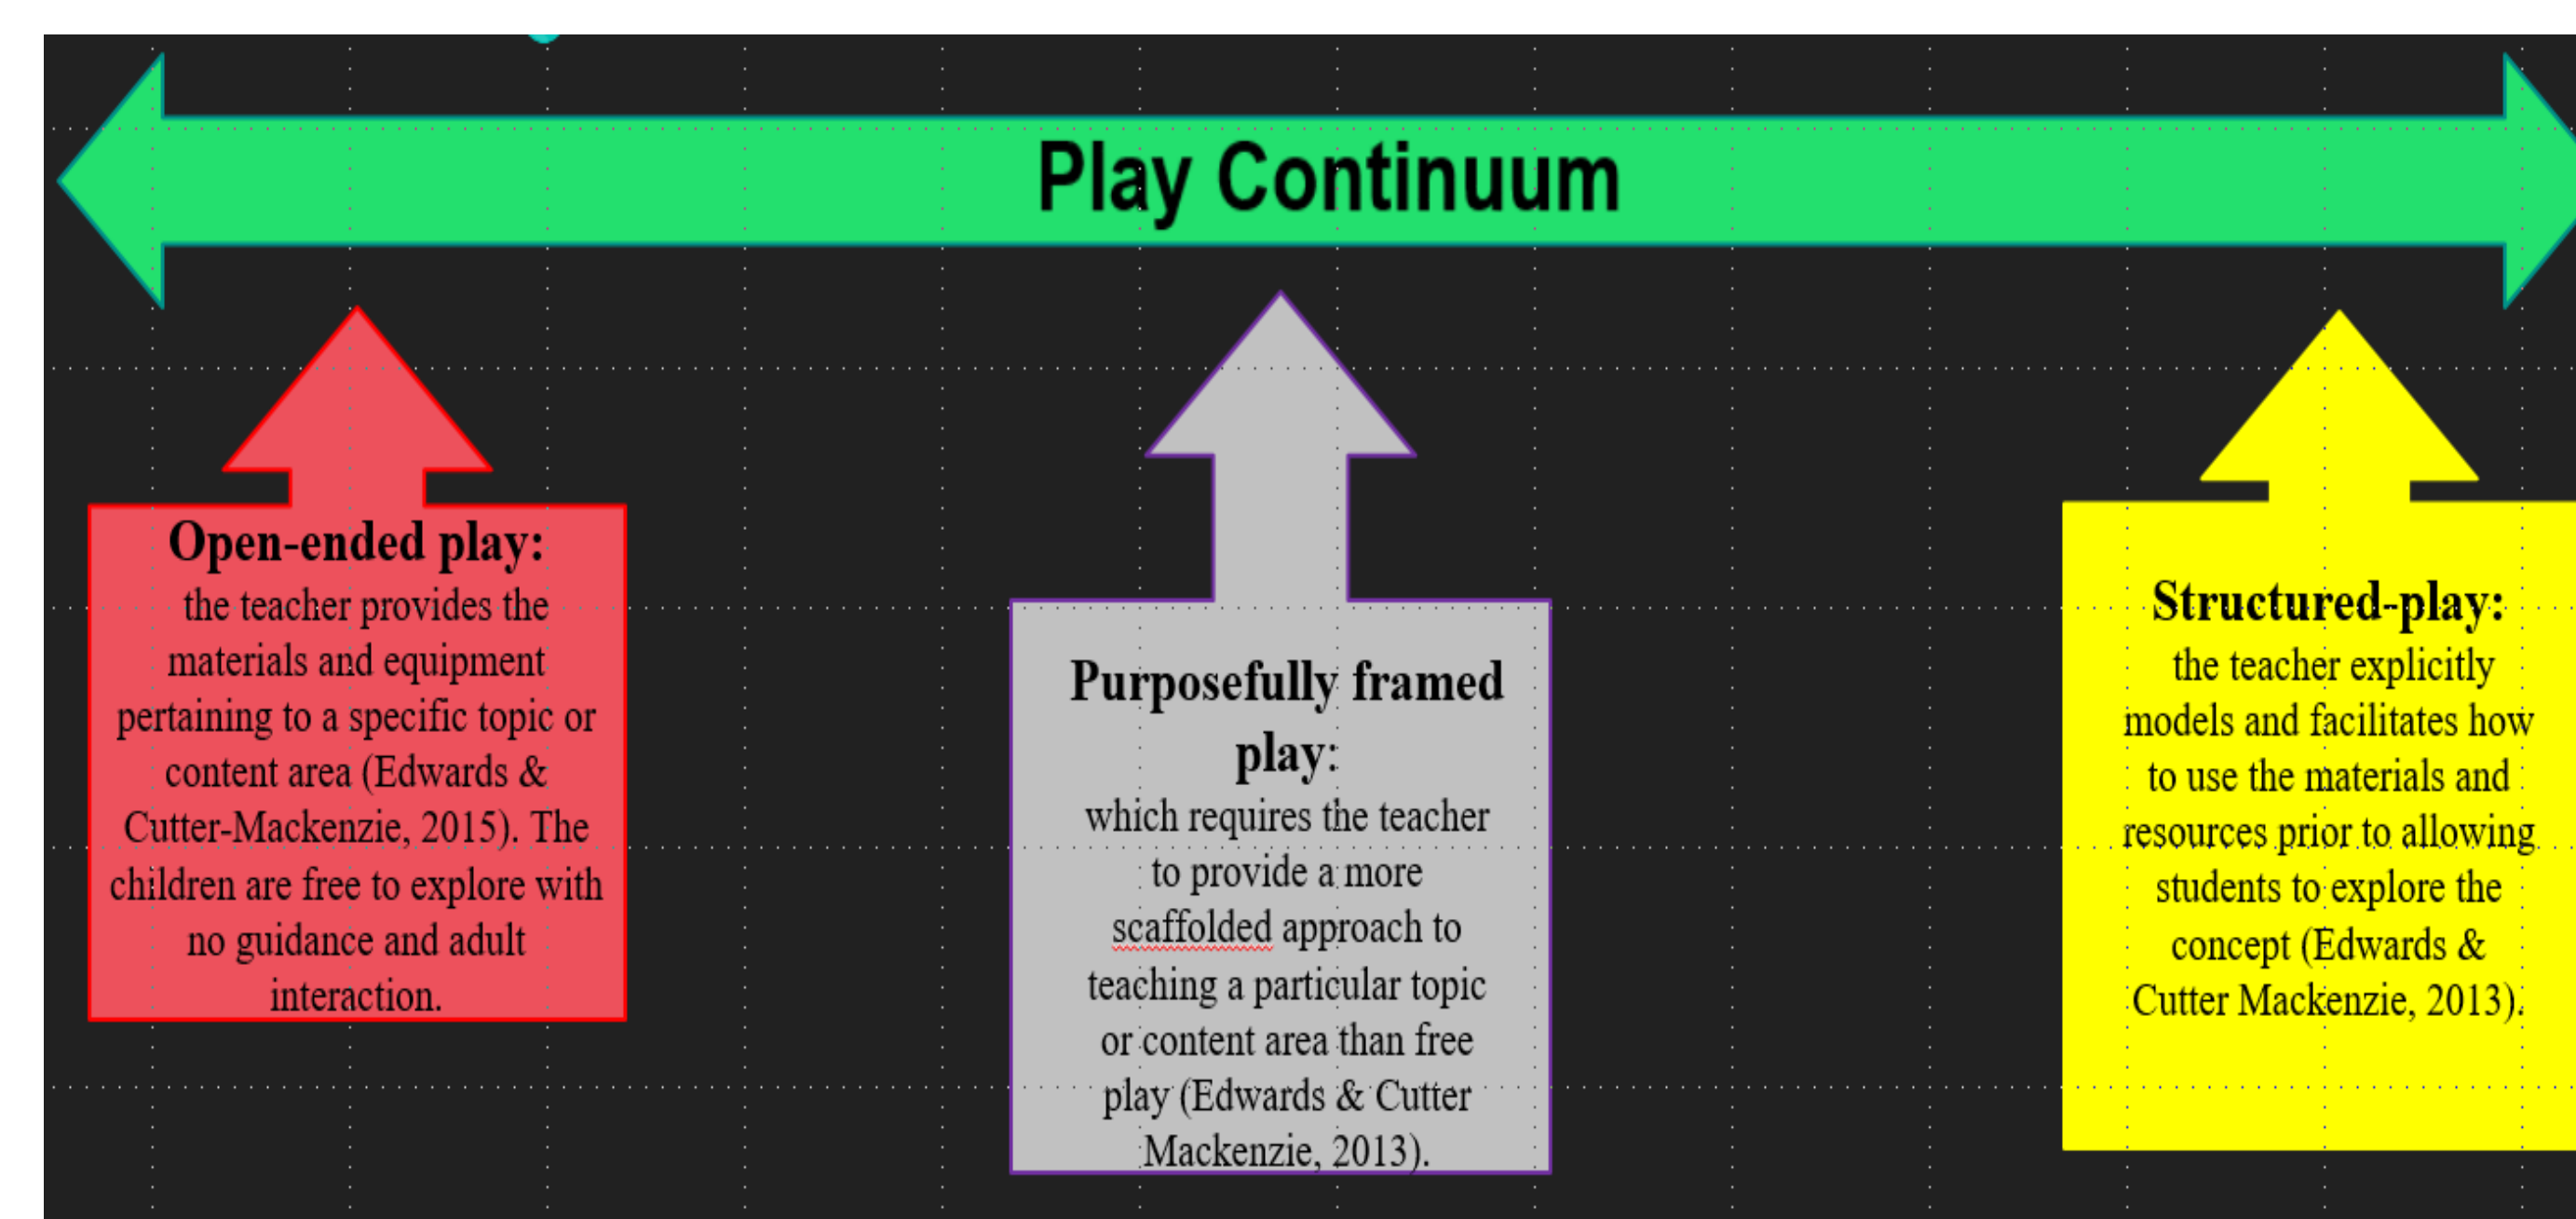 Play Continuum
Open-ended play:
the teacher provides the
materials and equipment
pertaining to a specific topic or
content area (Edwards &
Cutter-Mackenzie, 2015). The
children are free to explore with
no guidance and adult
interaction.
Purposefully framed
play:
which requires the teacher
to provide a more
scaffolded approach to
teaching a particular topic
or content area than free
play (Edwards & Cutter
Mackenzie, 2013).
Structured-play:
the teacher explicitly
models and facilitates how
to use the materials and
resources prior to allowing
students to explore the
concept (Edwards &
Cutter Mackenzie, 2013).